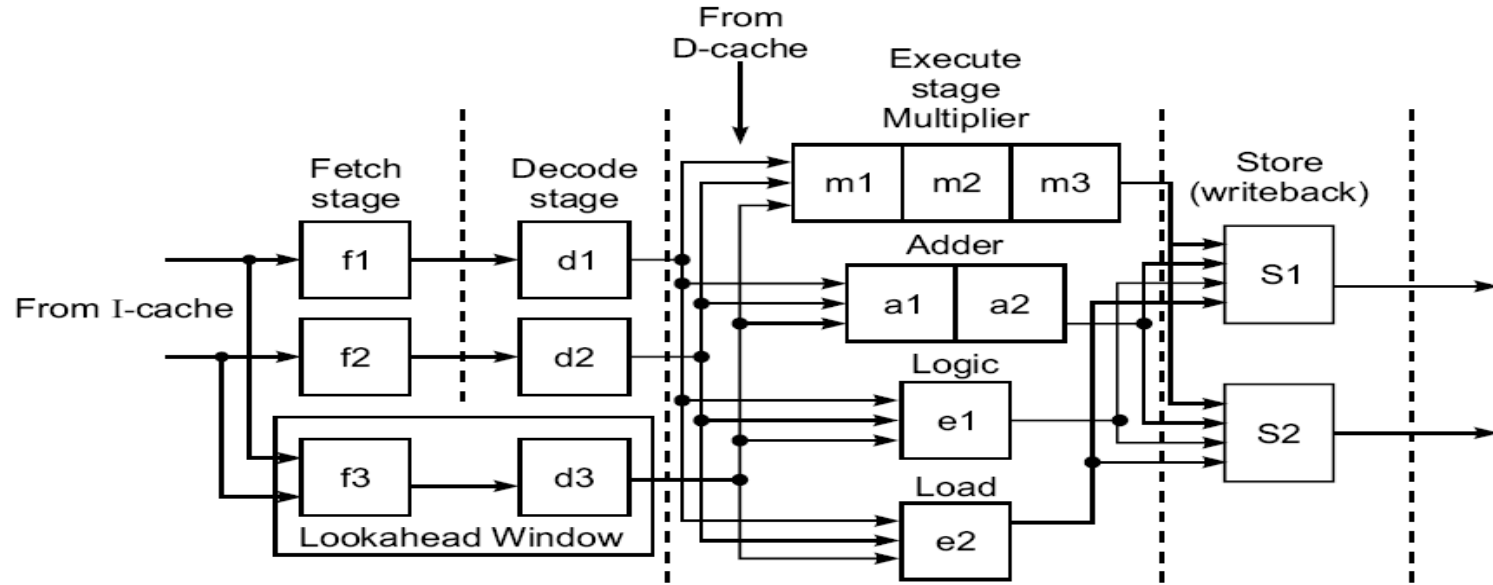 From
D-cache
Execute
stage
Multiplier
Fetch
stage
Decode
stage
m1 m2 m3
Store
(writeback)
f1
d1
Adder
S1
From I-cache
a1 a2
f2
d2
Logic
e1
S2
f3
d3
Load
Lookahead Window
e2